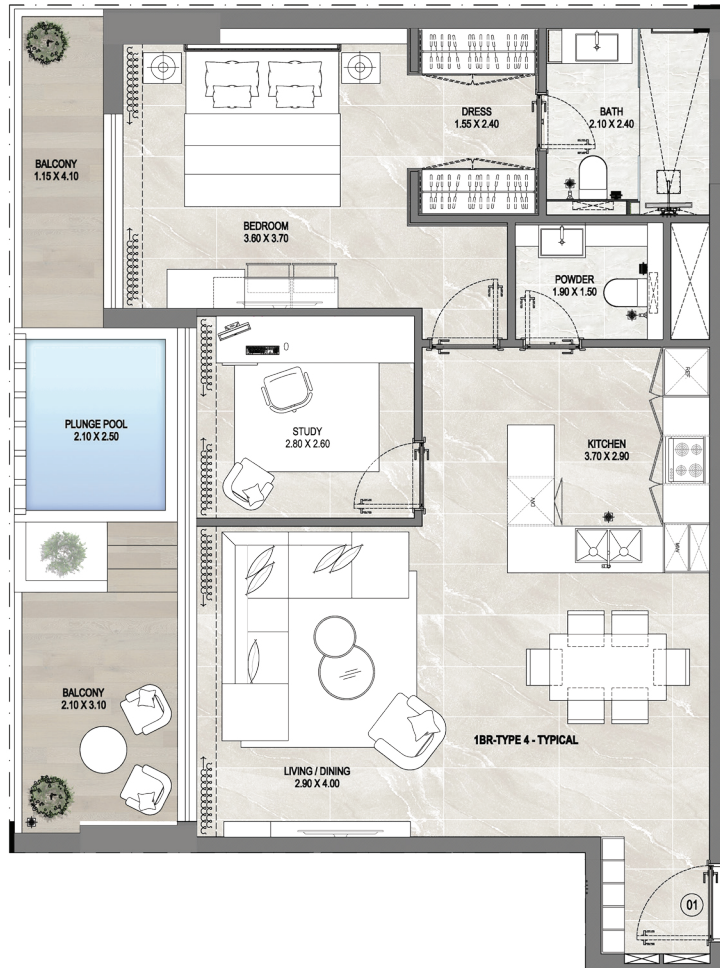 DRESS
1.55 X 2.40
BATH
2.10 X 2.40
BALCONY
1.15 X 4.10
BEDROOM
3.60 X 3.70
POWDER
1.90 X 1.50
REF
PLUNGE POOL
2.10 X 2.50
STUDY
2.80 X 2.60
KITCHEN
3.70 X 2.90
MW
BALCONY
2.10 X 3.10
1BR-TYPE 4 - TYPICAL
LIVING / DINING
2.90 X 4.00
01